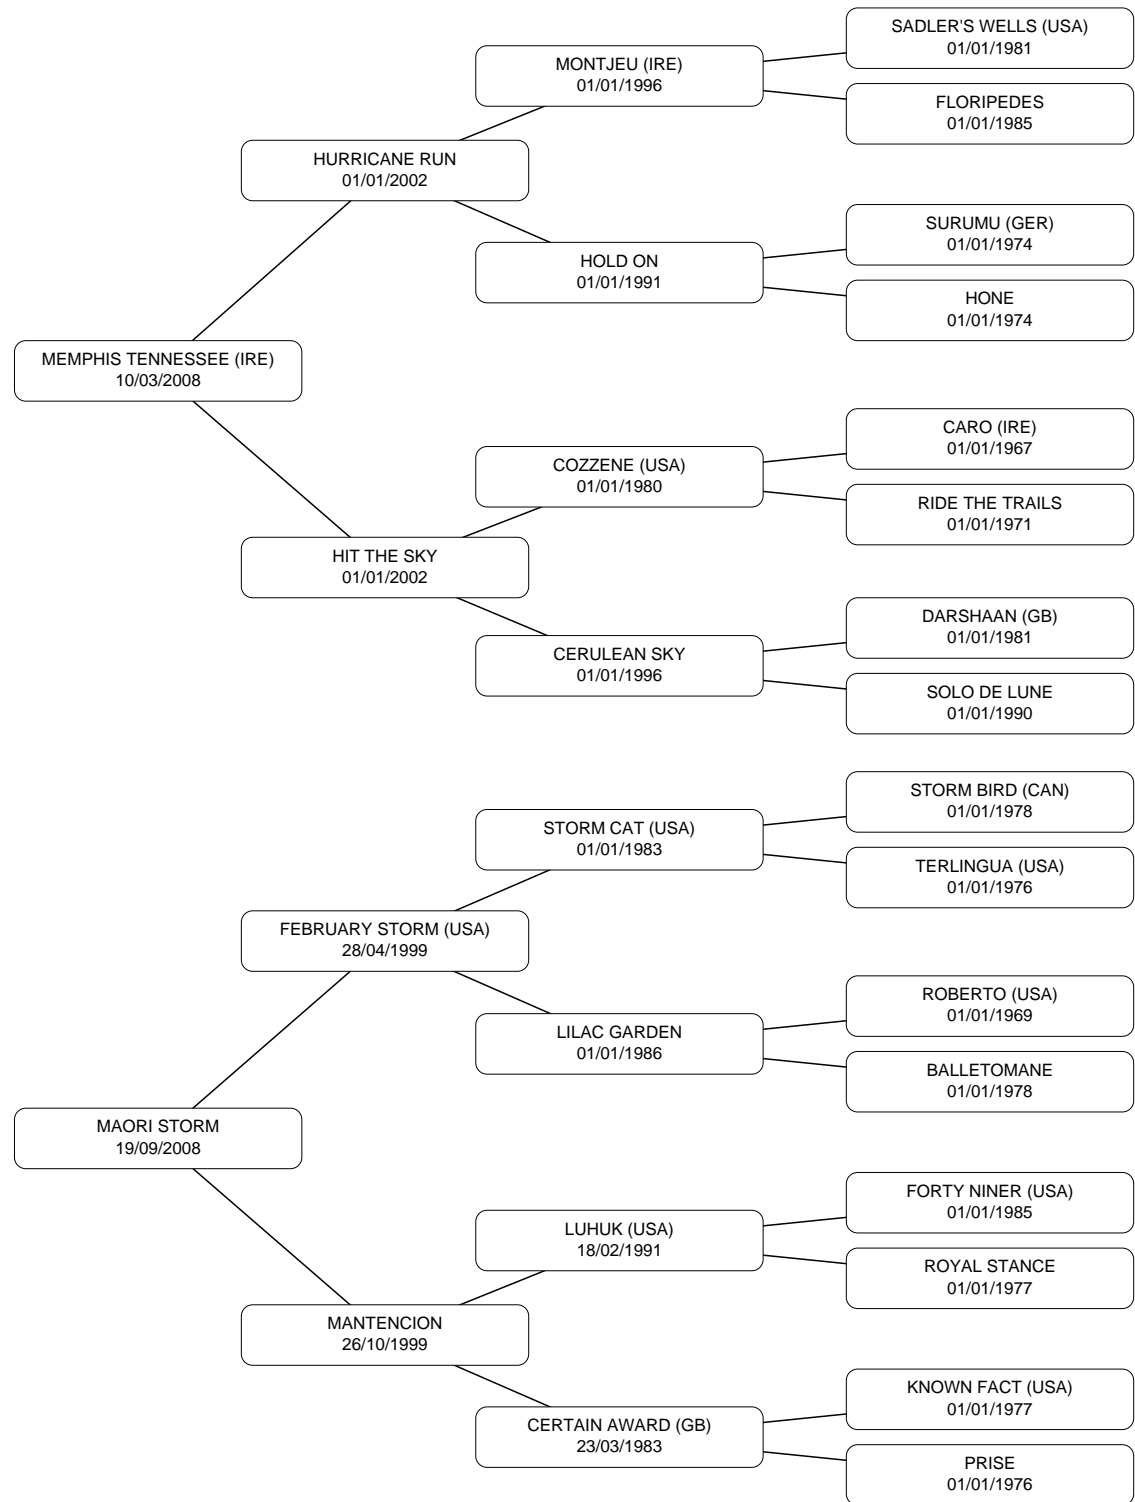 SADLER'S WELLS (USA)
01/01/1981
MONTJEU (IRE)
01/01/1996
FLORIPEDES
01/01/1985
HURRICANE RUN
01/01/2002
SURUMU (GER)
01/01/1974
HOLD ON
01/01/1991
HONE
01/01/1974
MEMPHIS TENNESSEE (IRE)
10/03/2008
CARO (IRE)
01/01/1967
COZZENE (USA)
01/01/1980
RIDE THE TRAILS
01/01/1971
HIT THE SKY
01/01/2002
DARSHAAN (GB)
01/01/1981
CERULEAN SKY
01/01/1996
SOLO DE LUNE
01/01/1990
STORM BIRD (CAN)
01/01/1978
STORM CAT (USA)
01/01/1983
TERLINGUA (USA)
01/01/1976
FEBRUARY STORM (USA)
28/04/1999
ROBERTO (USA)
01/01/1969
LILAC GARDEN
01/01/1986
BALLETOMANE
01/01/1978
MAORI STORM
19/09/2008
FORTY NINER (USA)
01/01/1985
LUHUK (USA)
18/02/1991
ROYAL STANCE
01/01/1977
MANTENCION
26/10/1999
KNOWN FACT (USA)
01/01/1977
CERTAIN AWARD (GB)
23/03/1983
PRISE
01/01/1976